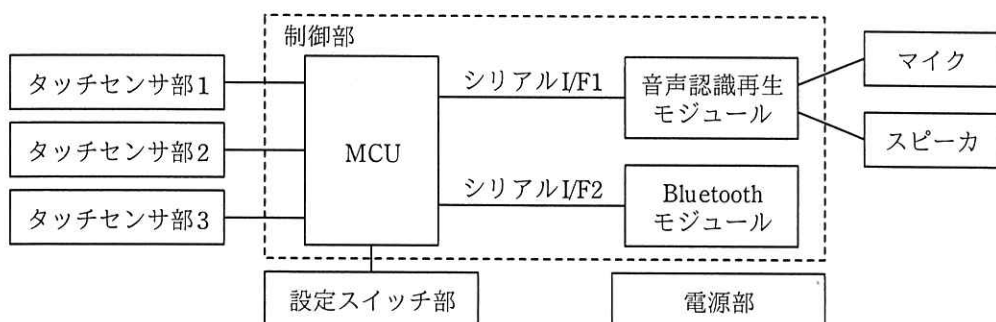 制御部
タッチセンサ部1
タッチセンサ部2
タッチセンサ部3
MCU
シリアルI/F1
シリアルI/F2
音声認識再生
モジュール
Bluetooth
モジュール
マイク
スピーカ
設定スイッチ部
電源部